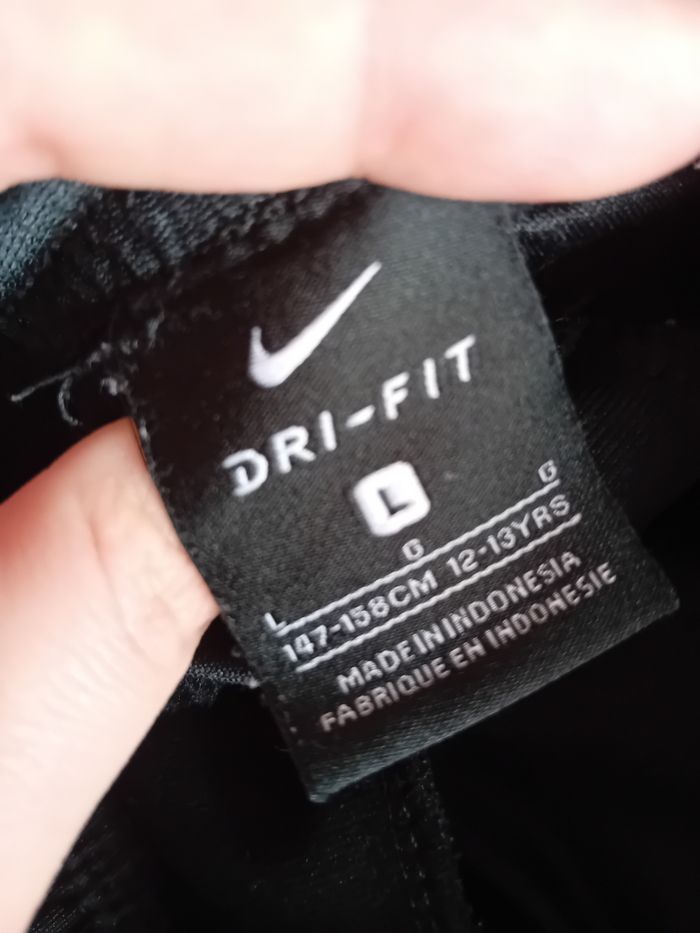 DRI-FIT
L
L G G
147-158CM 12-13YRS
MADE IN INDONESIA
FABRIQUE EN INDONESIE